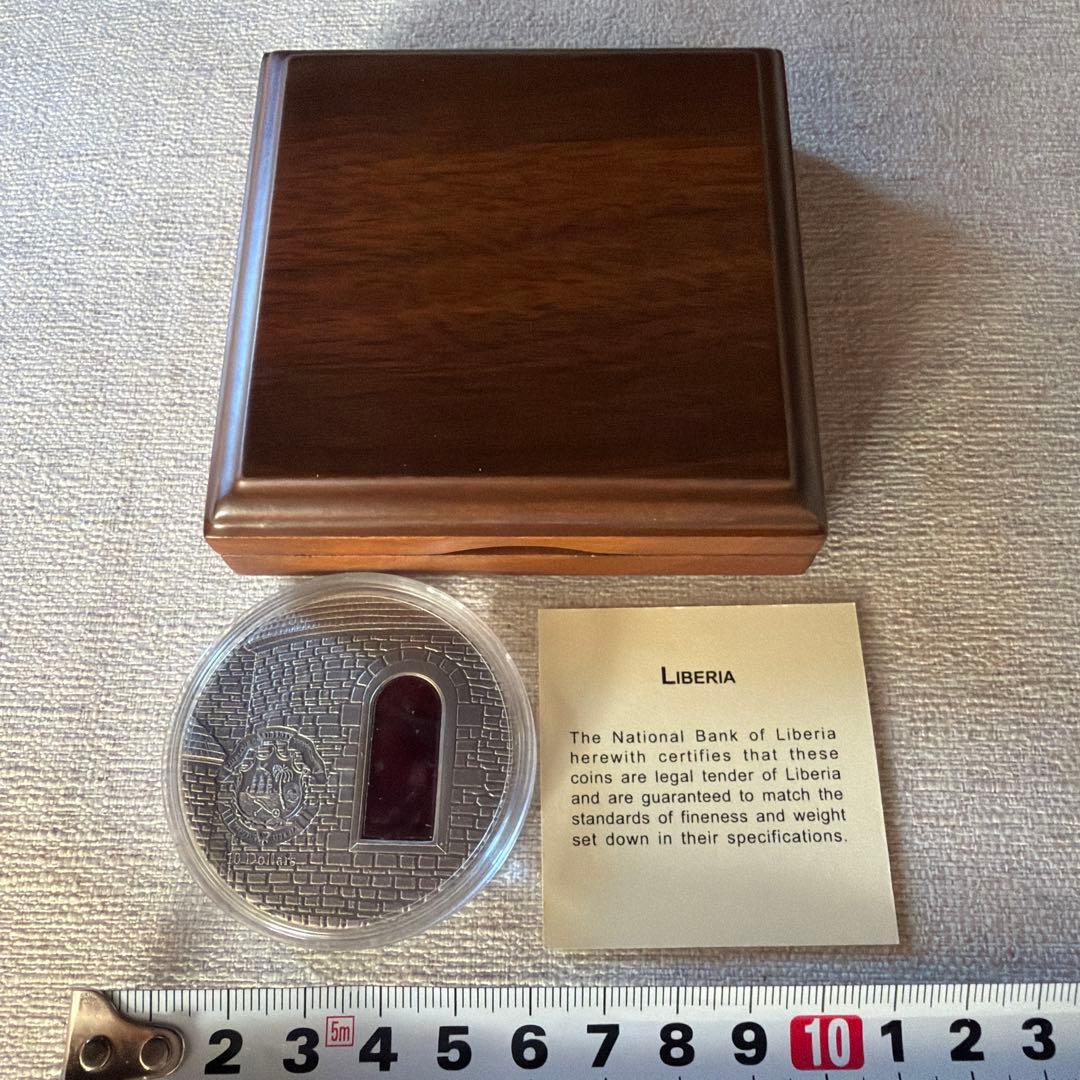 LIBERIA
The National Bank of Liberia
herewith certifies that these
coins are legal tender of Liberia
and are guaranteed to match the
standards of fineness and weight
set down in their specifications.
10 Dollars
2 3 5m 4 5 6 7 8 9 10 1 2 3